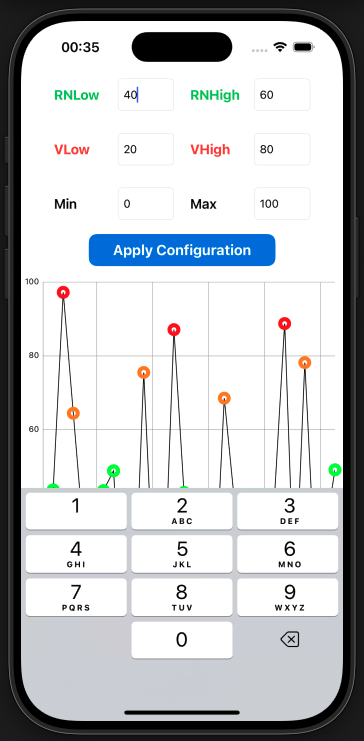 00:35
RNLow 40 RNHigh 60
VLow 20 VHigh 80
Min 0 Max 100
Apply Configuration
100
80
60
1 2 3
ABC DEF
4 5 6
GHI JKL MNO
7 8 9
PQRS TUV WXYZ
0